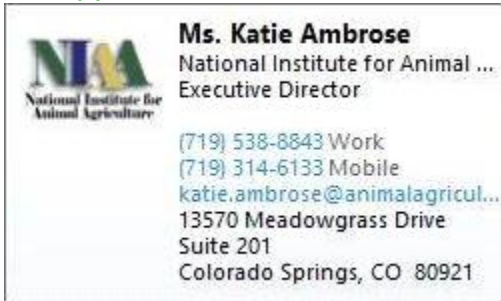 NIAA
National Institute for
Animal Agriculture
Ms. Katie Ambrose
National Institute for Animal ...
Executive Director
(719) 538-8843 Work
(719) 314-6133 Mobile
katie.ambrose@animalagricul...
13570 Meadowgrass Drive
Suite 201
Colorado Springs, CO 80921